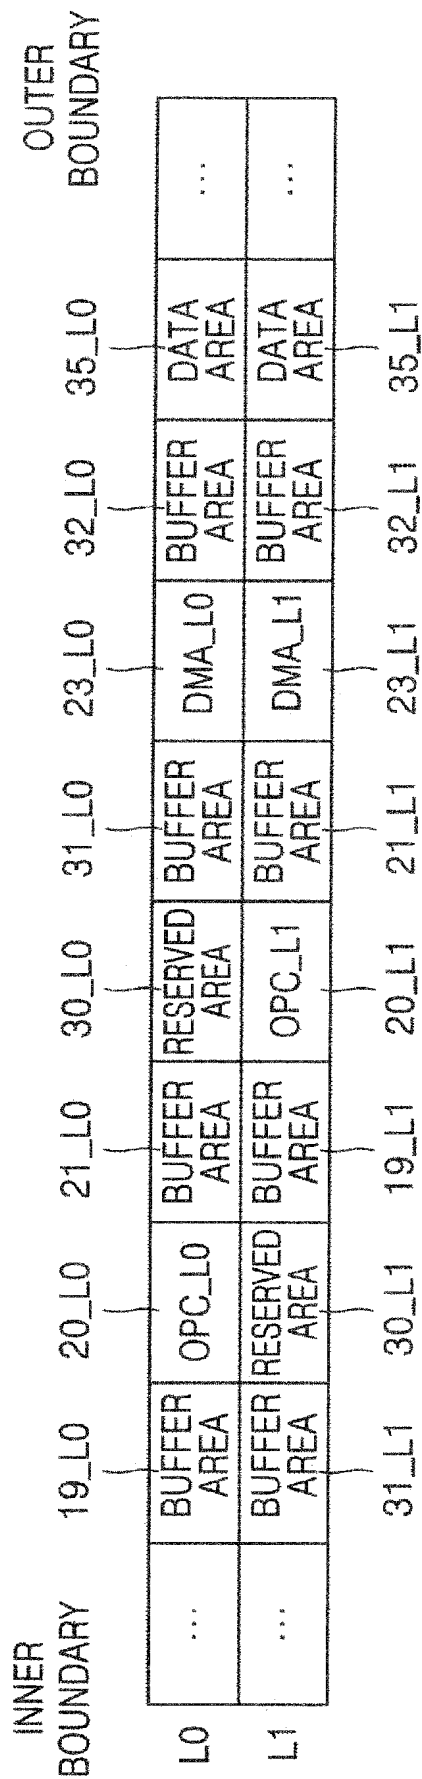 INNER
BOUNDARY
OUTER
BOUNDARY
19_L0
20_L0
21_L0
30_L0
31_L0
23_L0
32_L0
35_L0
L0
...
BUFFER
AREA
OPC_L0
BUFFER
AREA
RESERVED
AREA
BUFFER
AREA
DMA_L0
BUFFER
AREA
DATA
AREA
...
L1
...
BUFFER
AREA
RESERVED
AREA
BUFFER
AREA
OPC_L1
BUFFER
AREA
DMA_L1
BUFFER
AREA
DATA
AREA
...
31_L1
30_L1
19_L1
20_L1
21_L1
23_L1
32_L1
35_L1